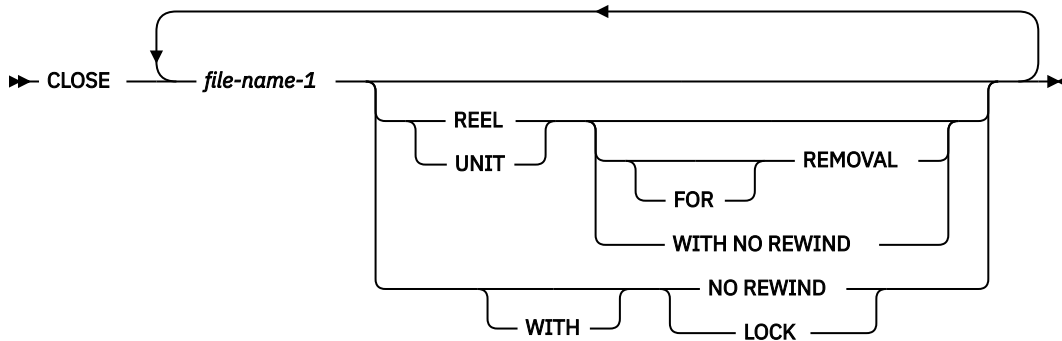 CLOSE file-name-1
REEL
UNIT
REMOVAL
FOR
WITH NO REWIND
NO REWIND
WITH
LOCK